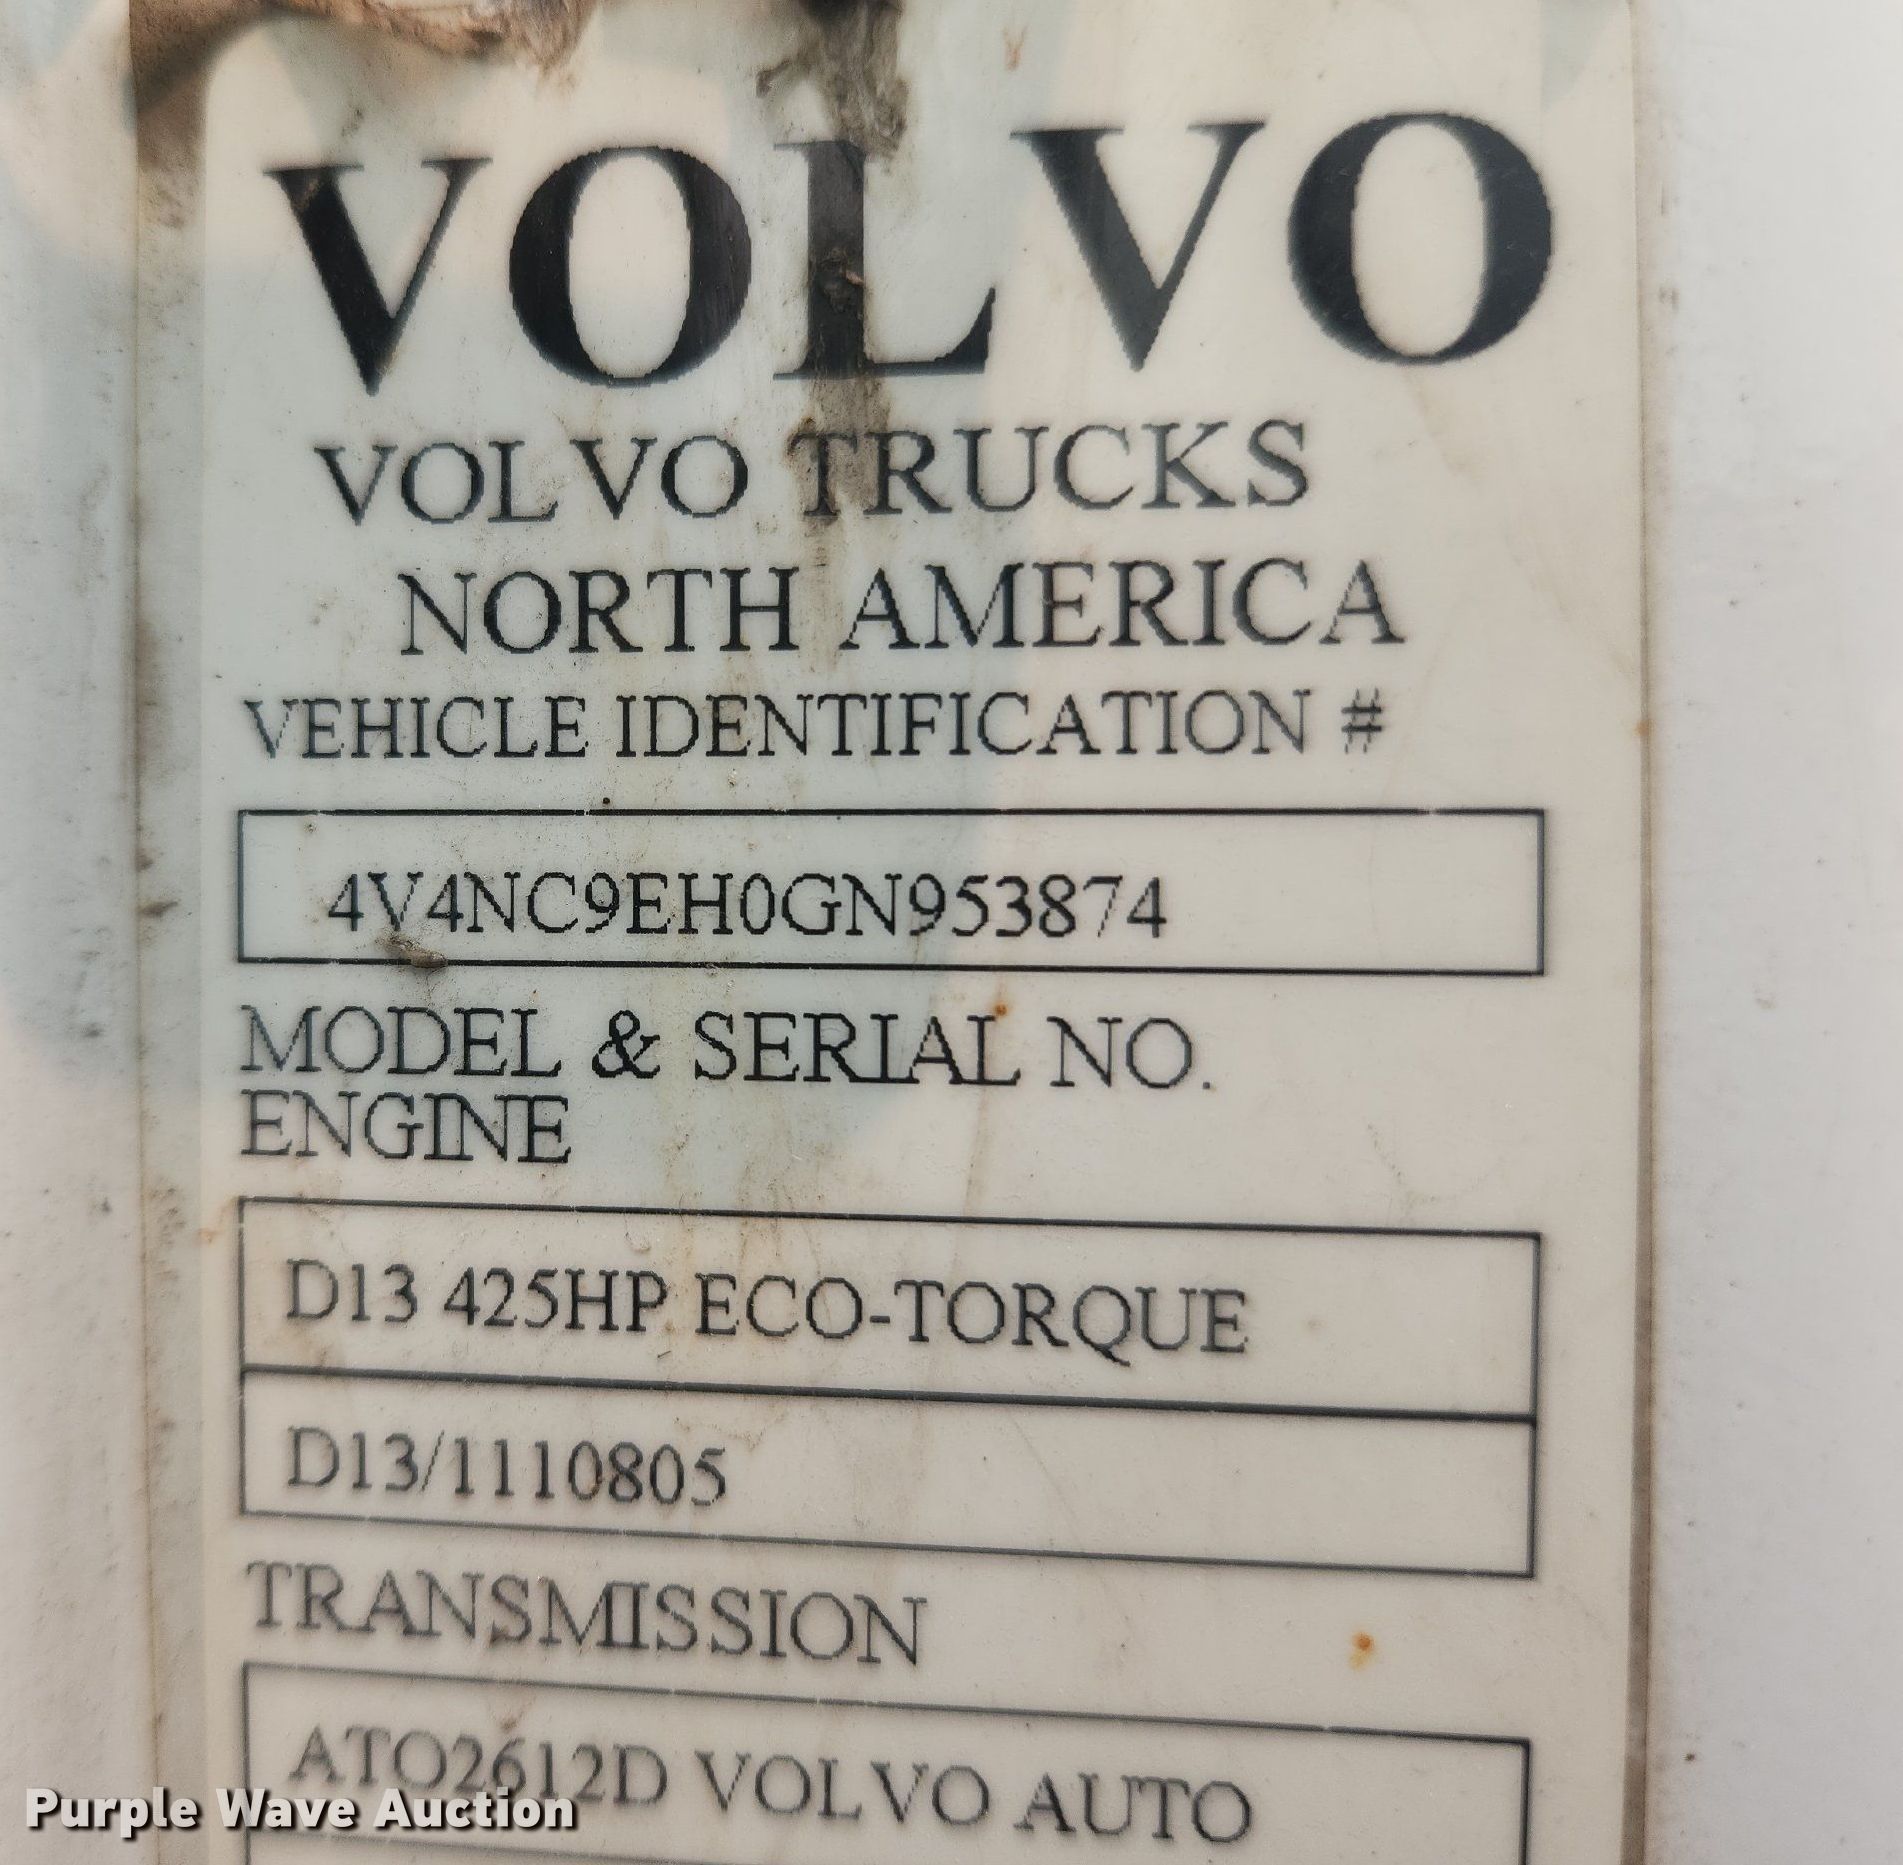 VOLVO
VOLVO TRUCKS
NORTH AMERICA
VEHICLE IDENTIFICATION #
4V4NC9EH0GN953874
MODEL & SERIAL NO.
ENGINE
D13 425HP ECO-TORQUE
D13/1110805
TRANSMISSION
ATO2612D VOLVO AUTO
Purple Wave Auction